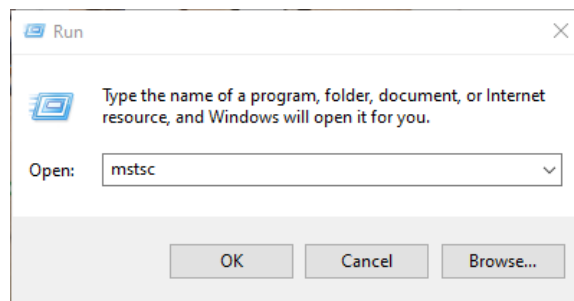 Run
Type the name of a program, folder, document, or Internet
resource, and Windows will open it for you.
Open: mstsc
OK Cancel Browse...